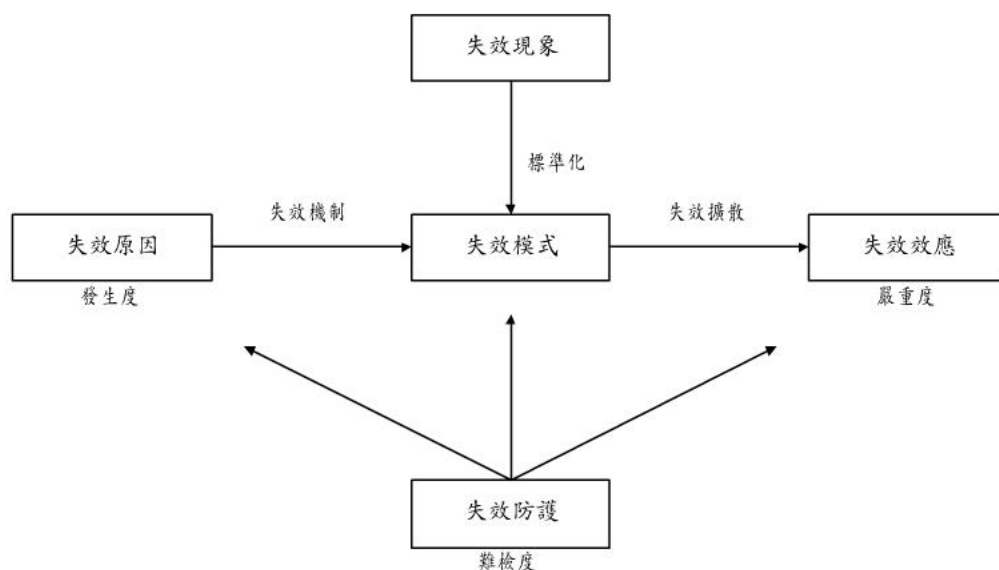 失效現象
標準化
失效機制
失效擴散
失效原因
失效模式
失效效應
發生度
嚴重度
失效防護
難檢度